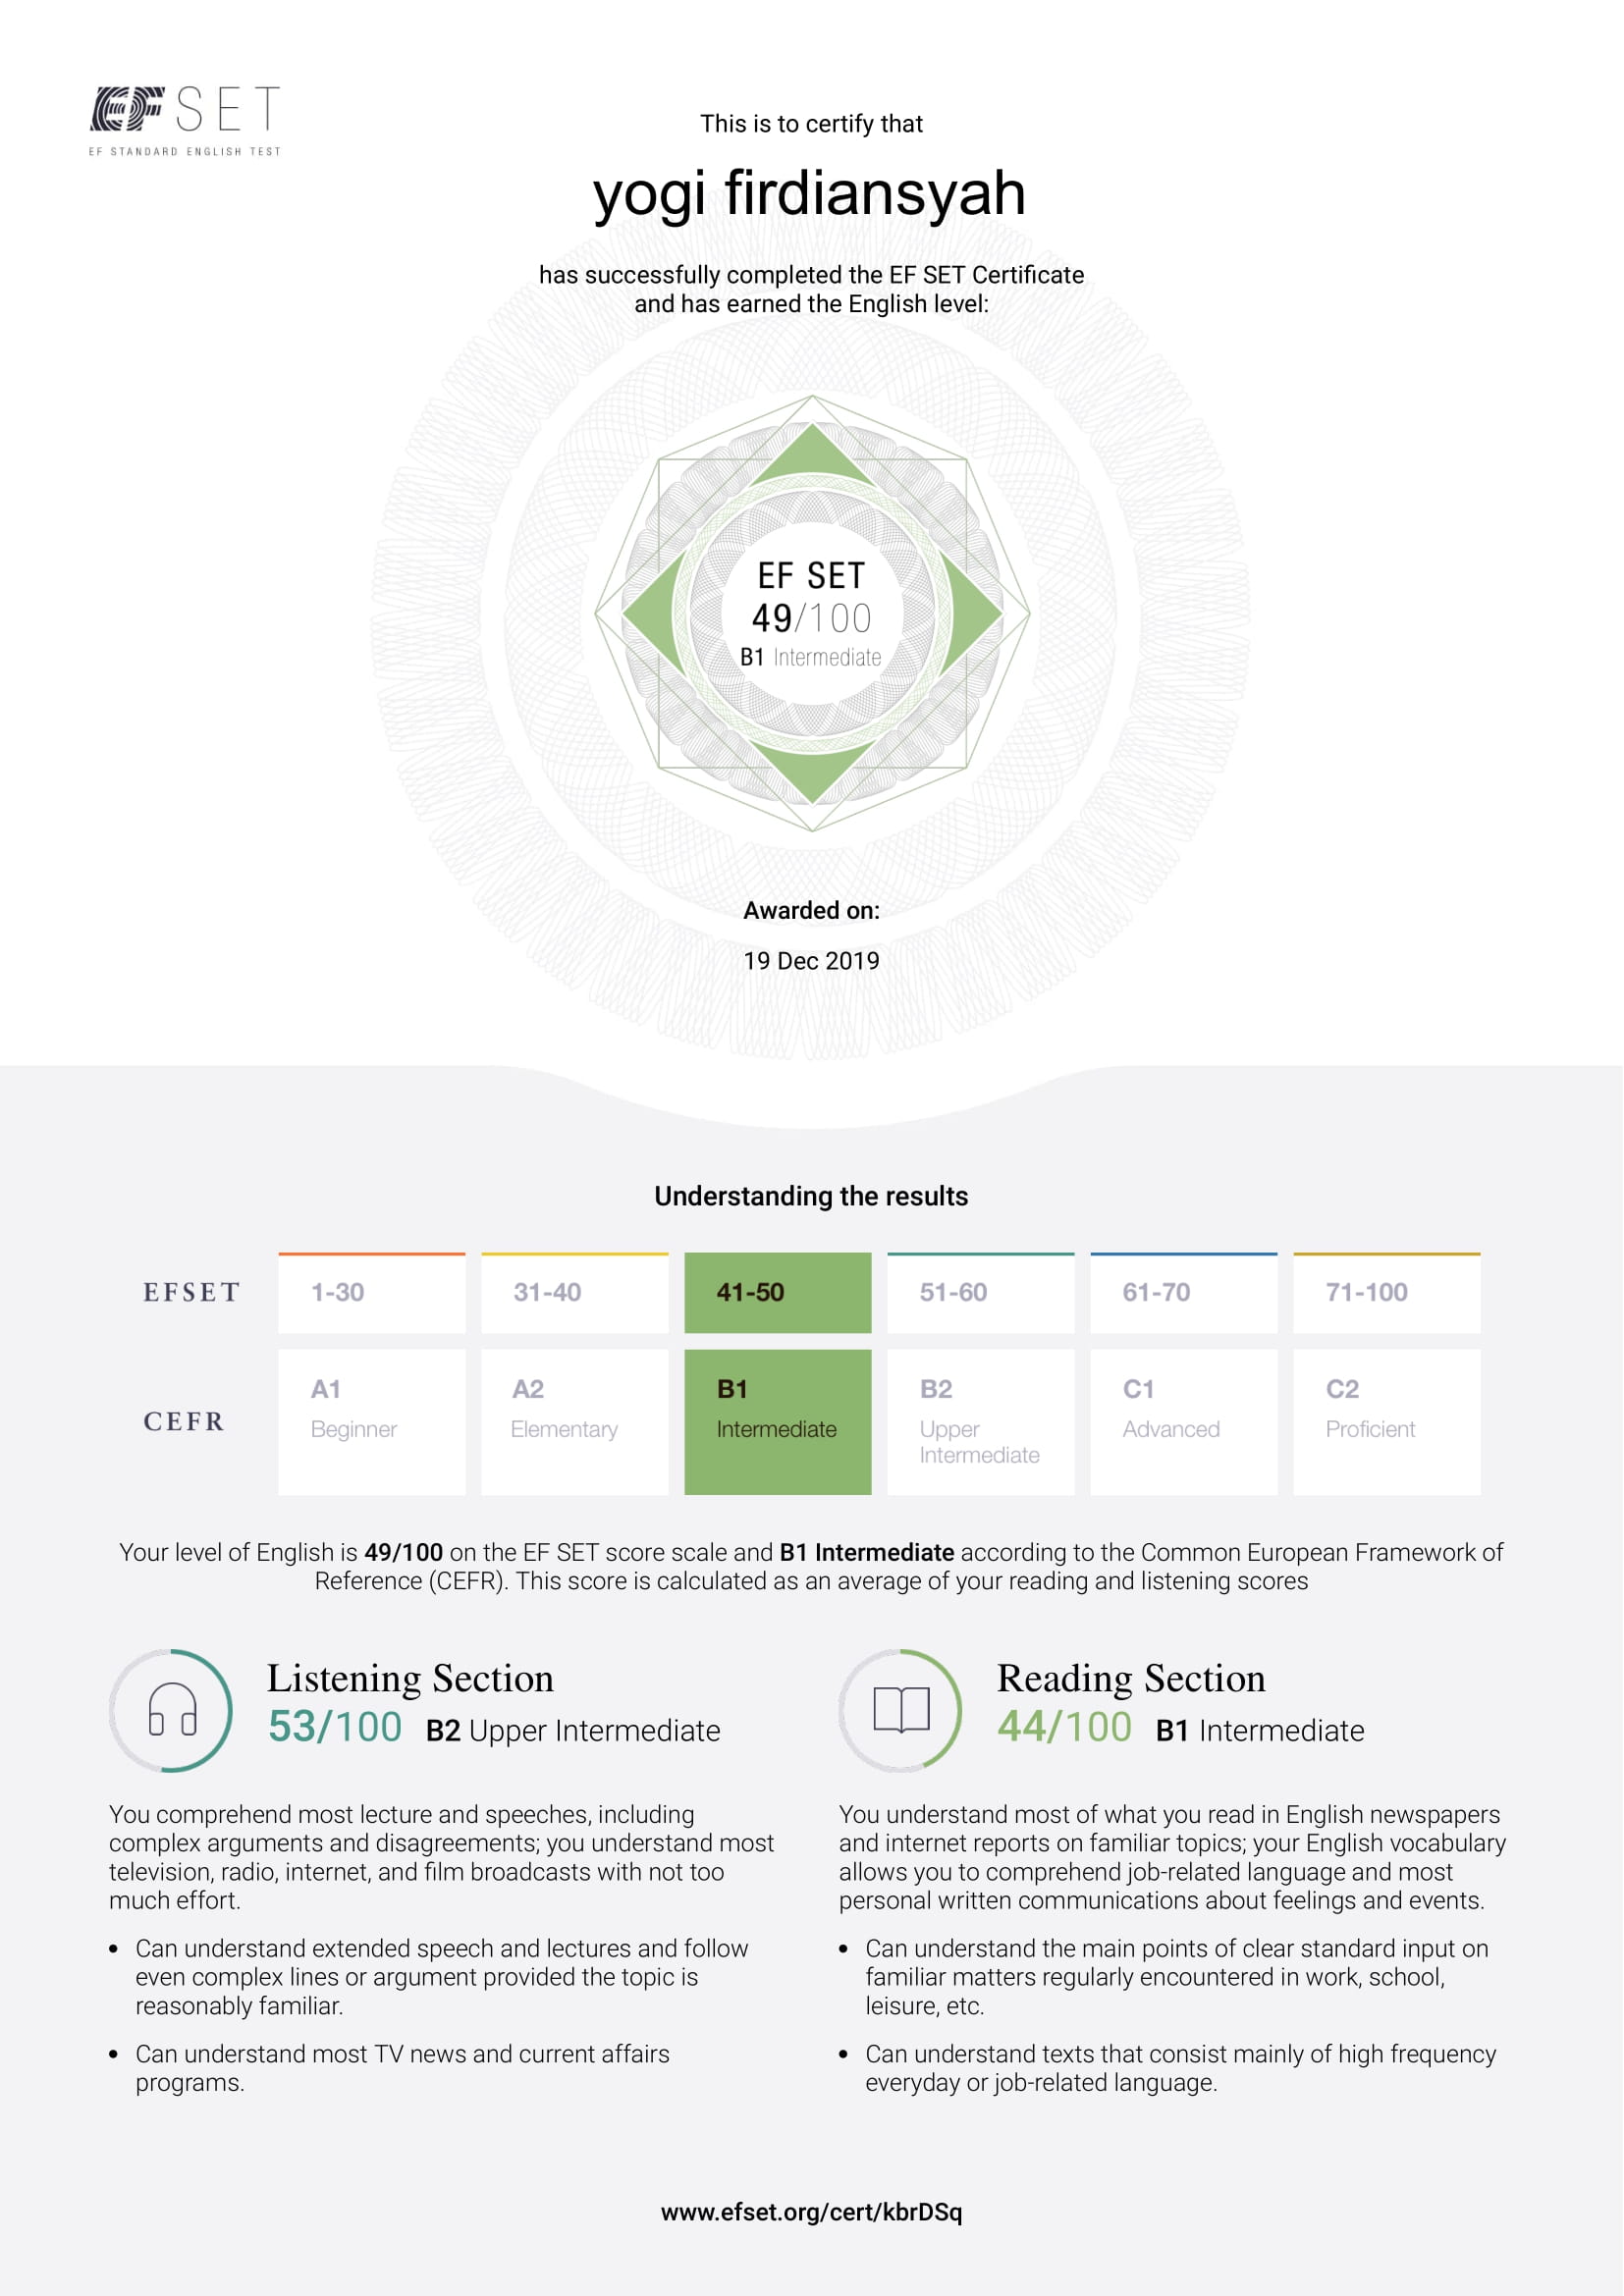 EF SET
EF STANDARD ENGLISH TEST
This is to certify that
yogi firdiansyah
has successfully completed the EF SET Certificate
and has earned the English level:
EF SET
49/100
B1 Intermediate
Awarded on:
19 Dec 2019
Understanding the results
EFSET 1-30 31-40 41-50 51-60 61-70 71-100
CEFR
A1 A2 B1 B2 C1 C2
Beginner Elementary Intermediate Upper Advanced Proficient
Intermediate
Your level of English is 49/100 on the EF SET score scale and B1 Intermediate according to the Common European Framework of
Reference (CEFR). This score is calculated as an average of your reading and listening scores
Listening Section
53/100 B2 Upper Intermediate
You comprehend most lecture and speeches, including
complex arguments and disagreements; you understand most
television, radio, internet, and film broadcasts with not too
much effort.
• Can understand extended speech and lectures and follow
even complex lines or argument provided the topic is
reasonably familiar.
• Can understand most TV news and current affairs
programs.
Reading Section
44/100 B1 Intermediate
You understand most of what you read in English newspapers
and internet reports on familiar topics; your English vocabulary
allows you to comprehend job-related language and most
personal written communications about feelings and events.
• Can understand the main points of clear standard input on
familiar matters regularly encountered in work, school,
leisure, etc.
• Can understand texts that consist mainly of high frequency
everyday or job-related language.
www.efset.org/cert/kbrDSq